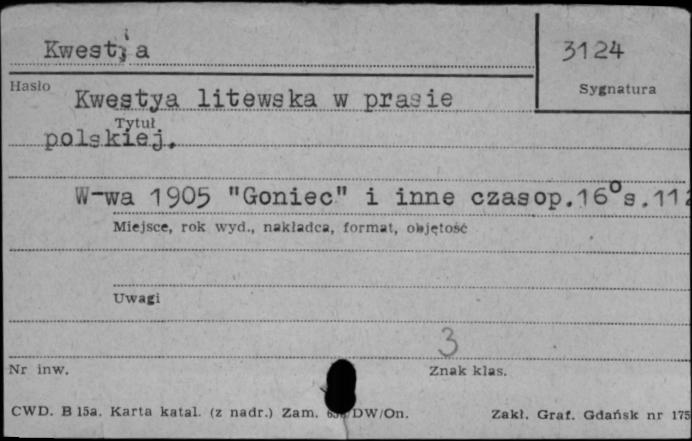 Kwestja
3124
Hasło
Sygnatura
Kwestya litewska w prasie
Tytuł
polskiej.
W-wa 1905 "Goniec" i inne czasop.16°s.112
Miejsce, rok wyd., nakładca, format, objętość
Uwagi
3
Nr inw.
Znak klas.
CWD. B 15a. Karta katal. (z nadr.) Zam. DW/On.
Zakł. Graf. Gdańsk nr 175